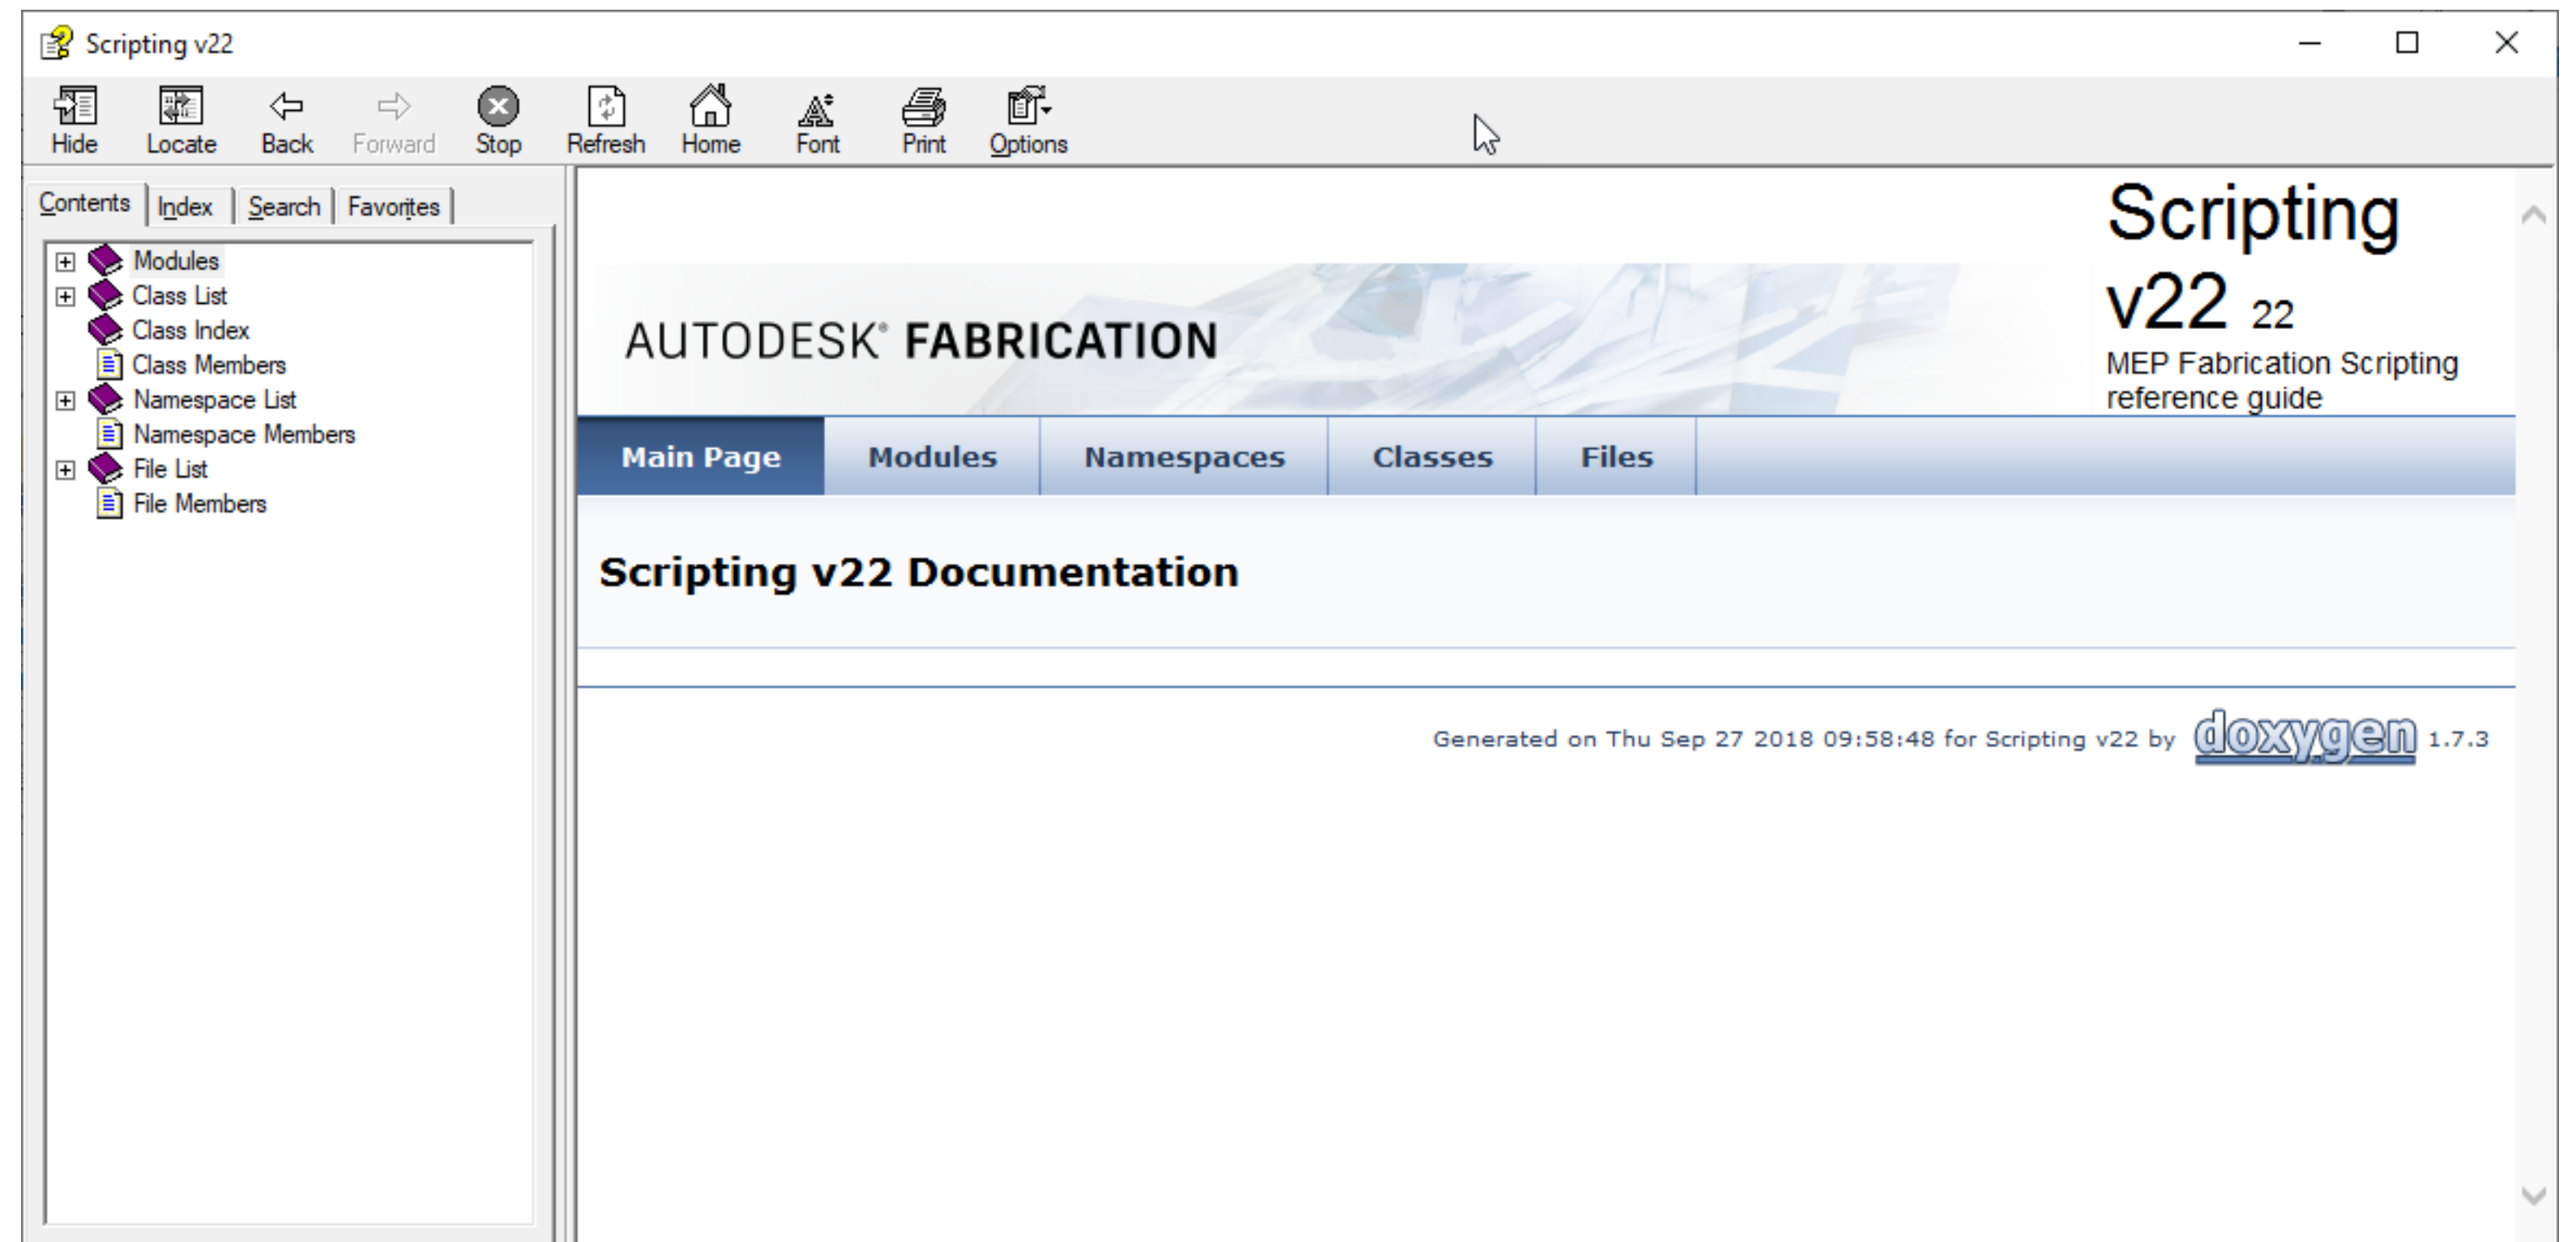 Scripting v22
Hide Locate Back Forward Stop Refresh Home Font Print Options
Contents Index Search Favorites
Modules
Class List
Class Index
Class Members
Namespace List
Namespace Members
File List
File Members
AUTODESK® FABRICATION
Scripting
v22 22
MEP Fabrication Scripting
reference guide
Main Page Modules Namespaces Classes Files
Scripting v22 Documentation
Generated on Thu Sep 27 2018 09:58:48 for Scripting v22 by doxygen 1.7.3